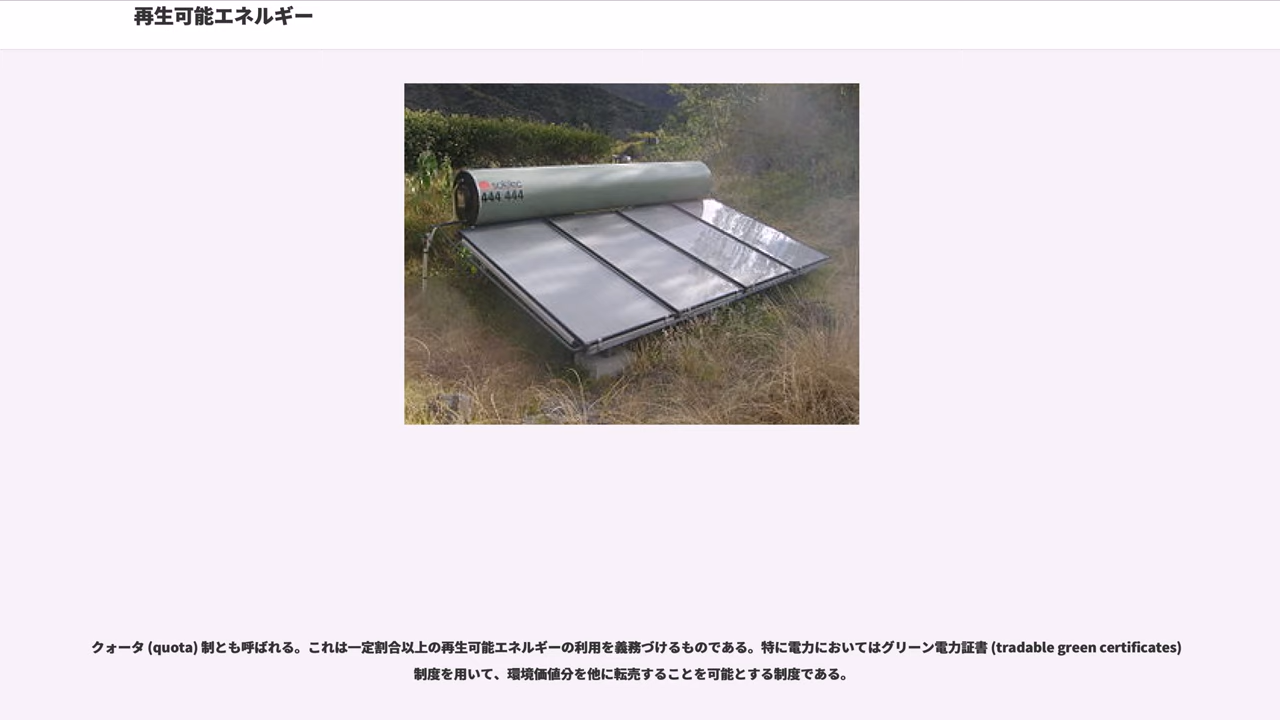 再生可能エネルギー
444 444
クォータ (quota) 制とも呼ばれる。これは一定割合以上の再生可能エネルギーの利用を義務づけるものである。特に電力においてはグリーン電力証書 (tradable green certificates)
制度を用いて、環境価値分を他に転売することを可能とする制度である。